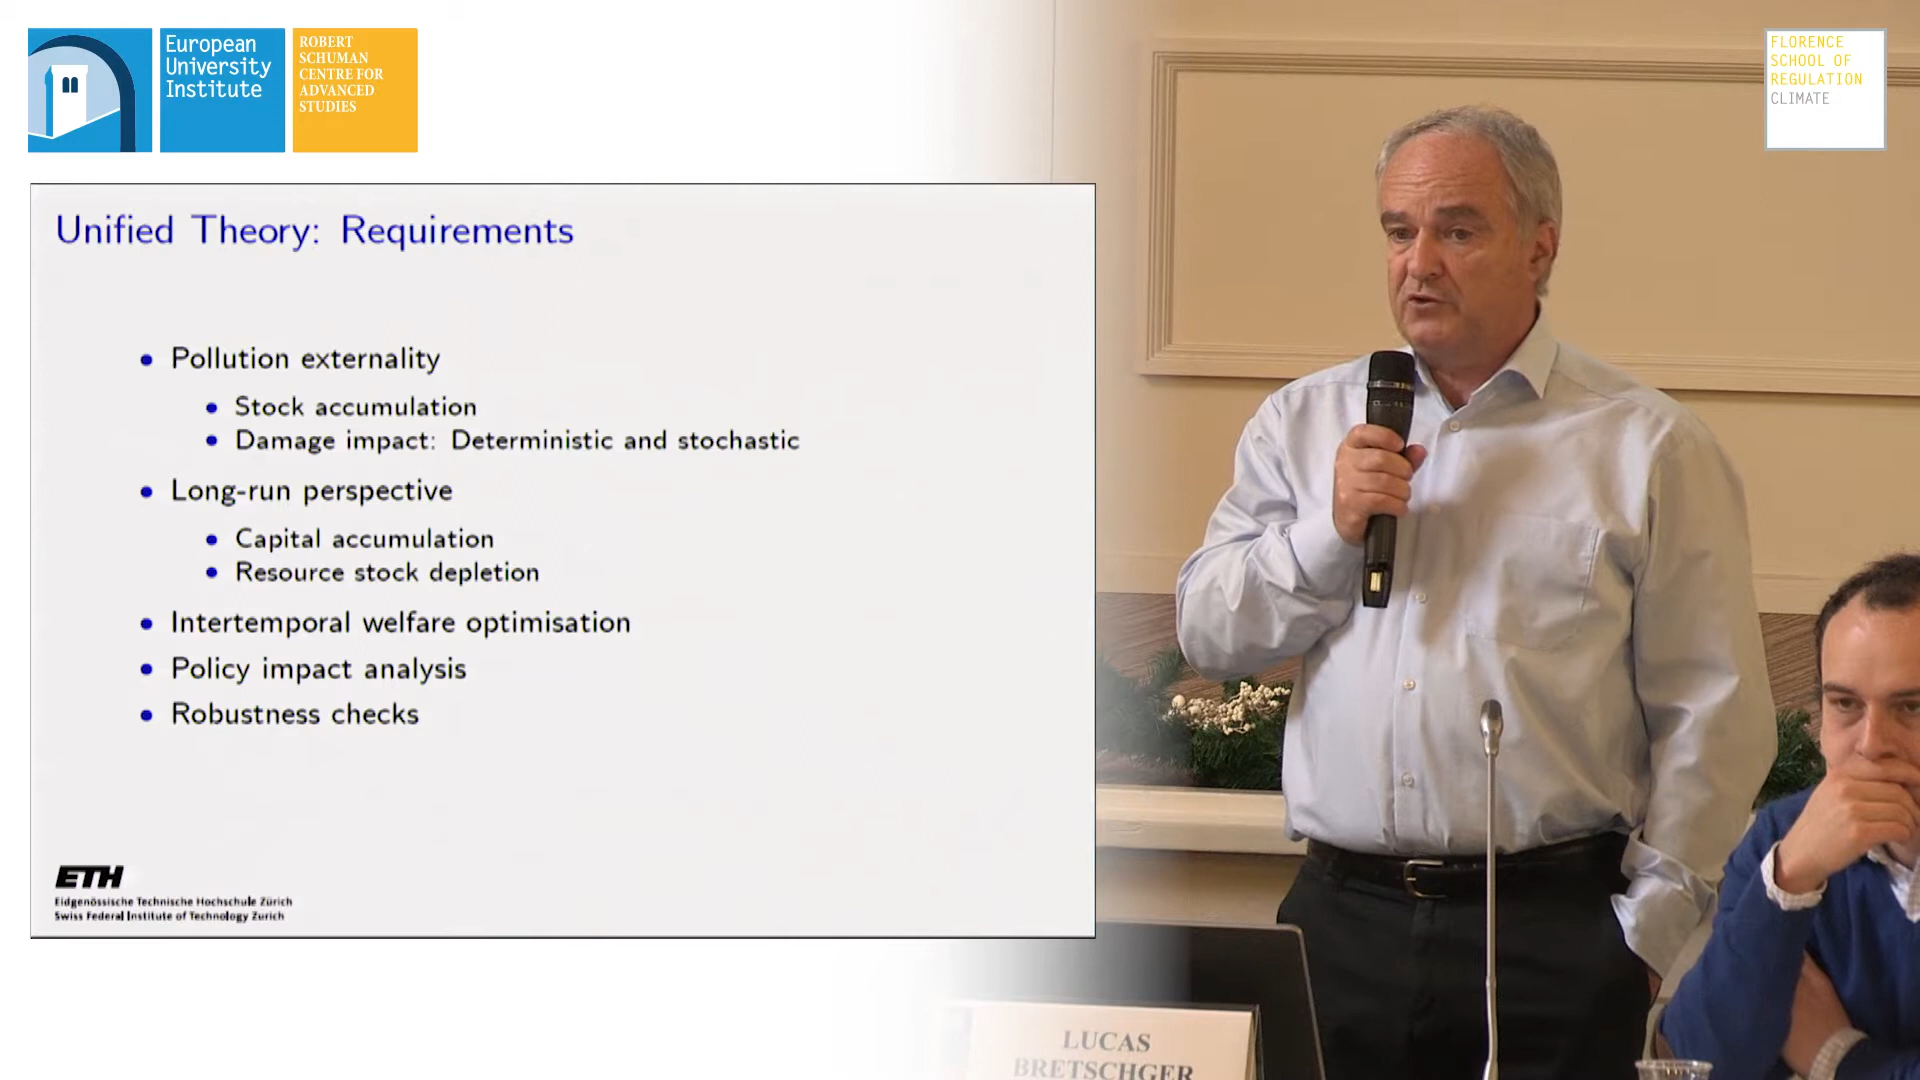 European
University
Institute
ROBERT
SCHUMAN
CENTRE FOR
ADVANCED
STUDIES
FLORENCE
SCHOOL OF
REGULATION
CLIMATE
Unified Theory: Requirements
• Pollution externality
• Stock accumulation
• Damage impact: Deterministic and stochastic
• Long-run perspective
• Capital accumulation
• Resource stock depletion
• Intertemporal welfare optimisation
• Policy impact analysis
• Robustness checks
ETH
Eidgenössische Technische Hochschule Zürich
Swiss Federal Institute of Technology Zurich
LUCAS
BRETSCHGER